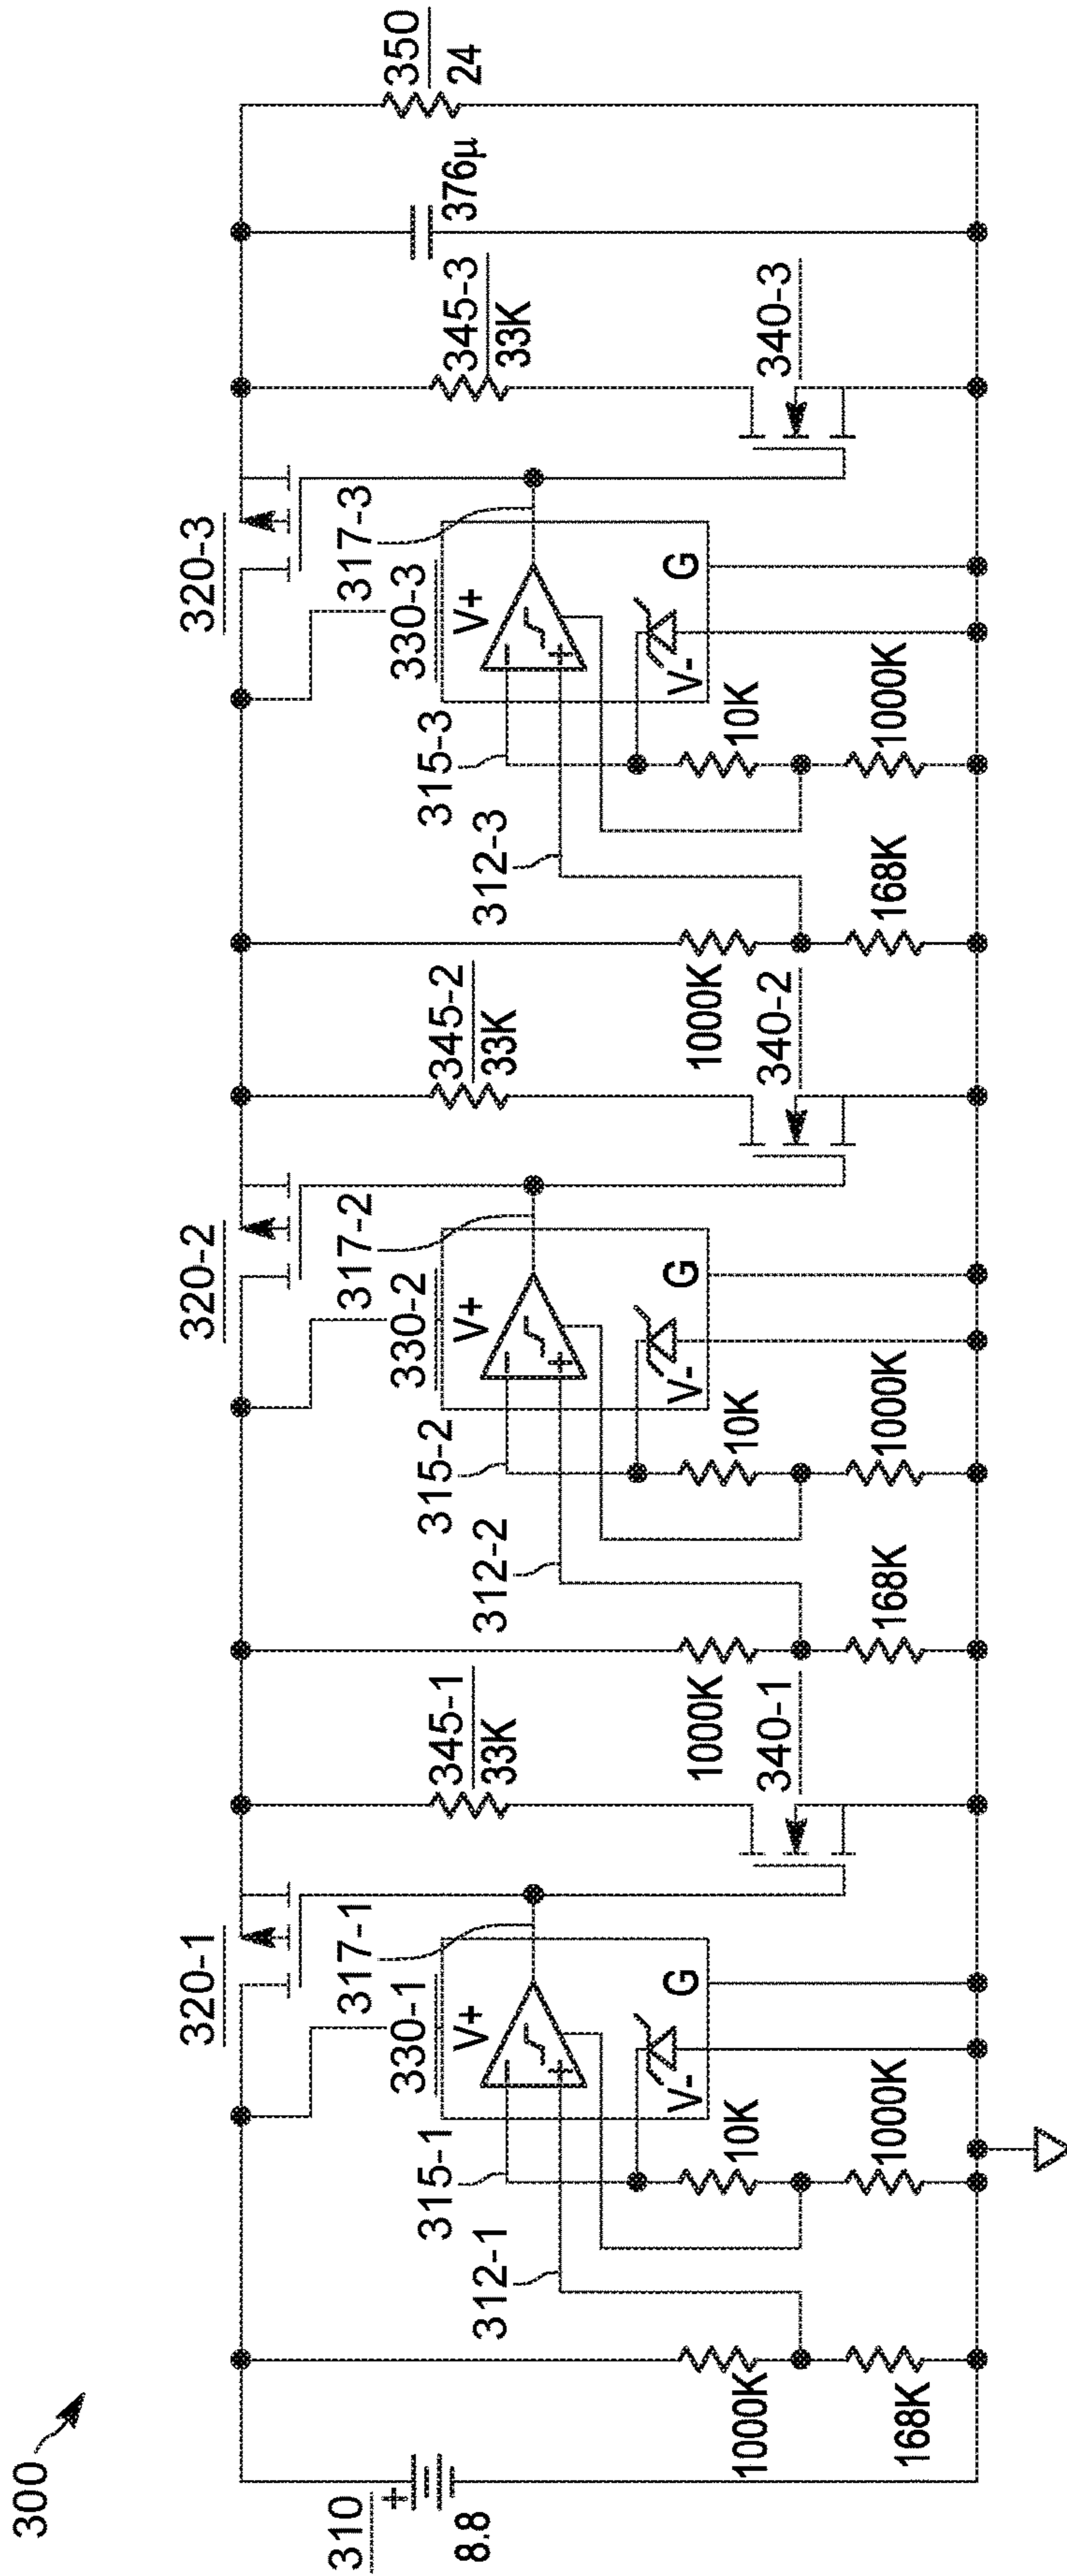 300
310
+
8.8
1000K
168K
312-1
315-1
330-1
V+
−
+
V-
G
10K
1000K
317-1
320-1
345-1
33K
340-1
1000K
168K
312-2
315-2
330-2
V+
−
+
V-
G
10K
1000K
317-2
320-2
345-2
33K
340-2
1000K
168K
312-3
315-3
330-3
V+
−
+
V-
G
10K
1000K
317-3
320-3
345-3
33K
340-3
376µ
350
24